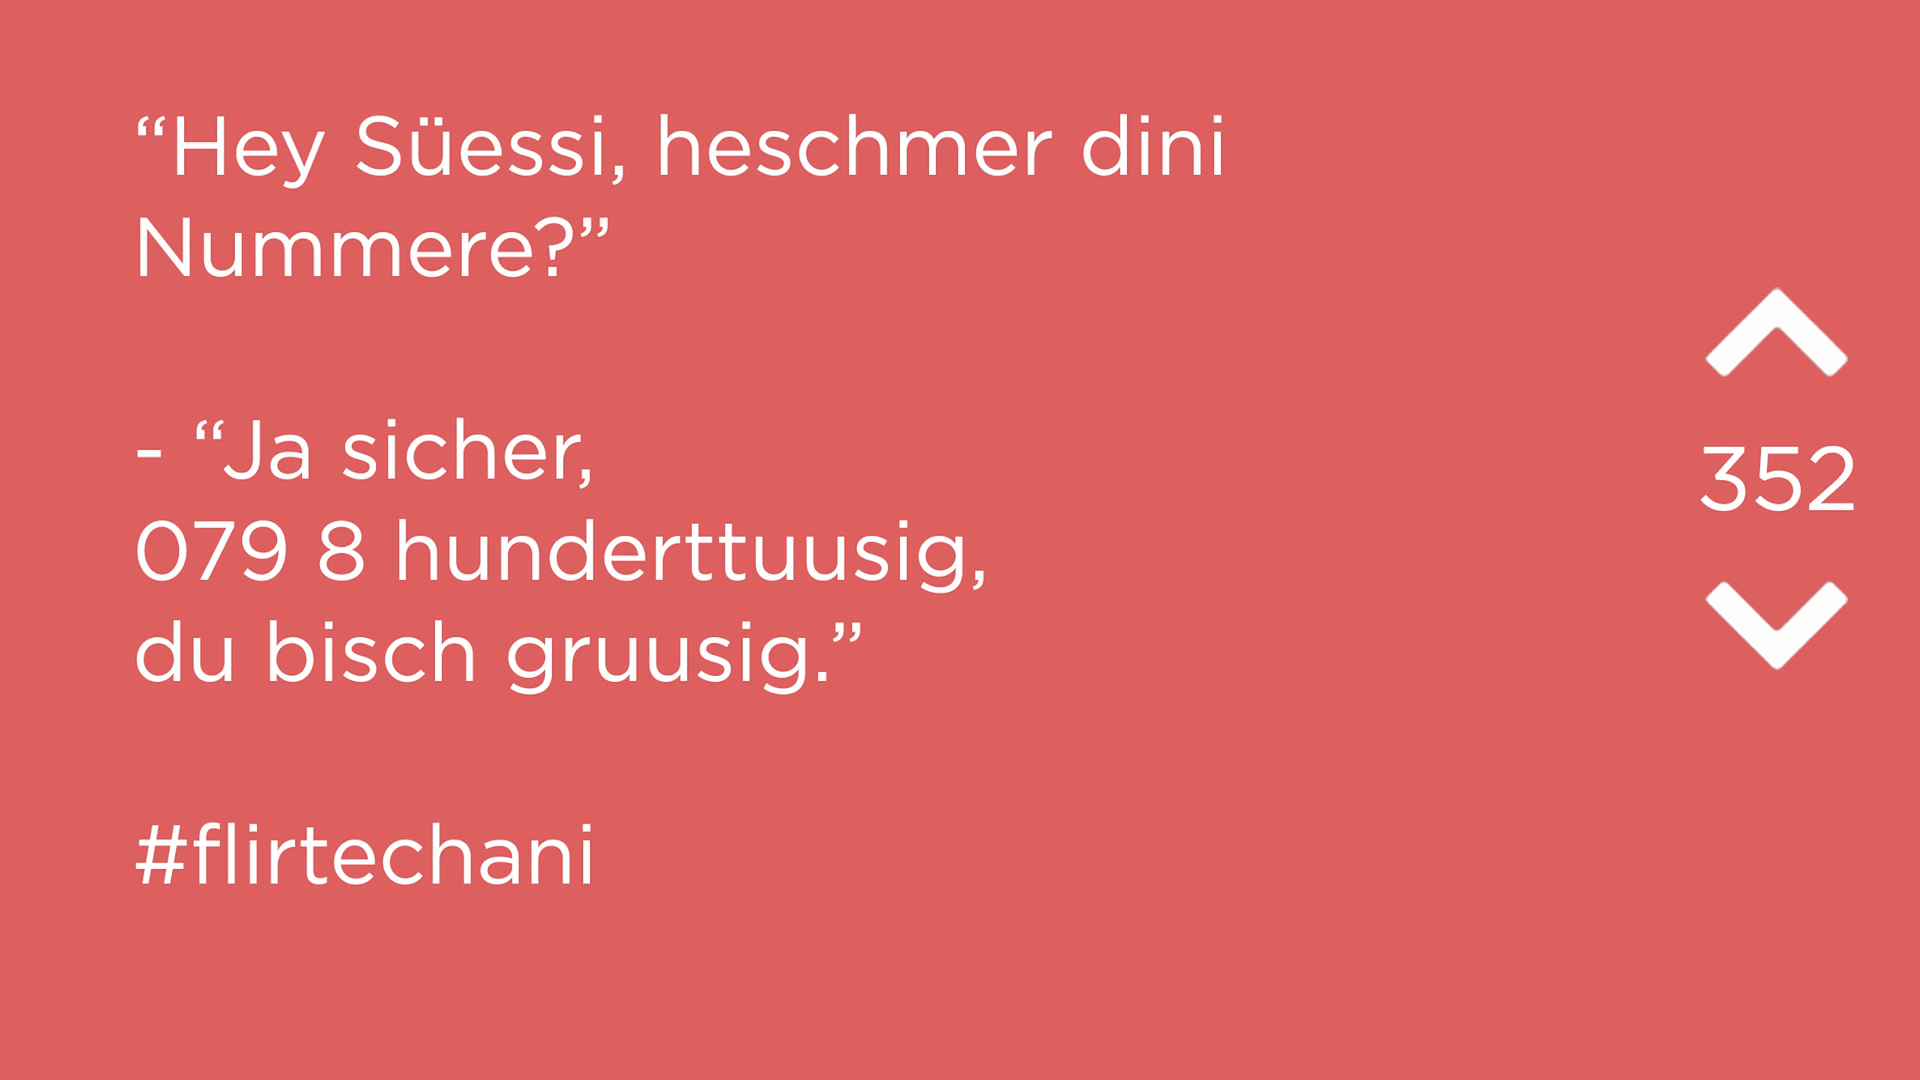 “Hey Süessi, heschmer dini
Nummere?”
- “Ja sicher,
079 8 hunderttuusig,
du bisch gruusig.”
#flirtechani
352